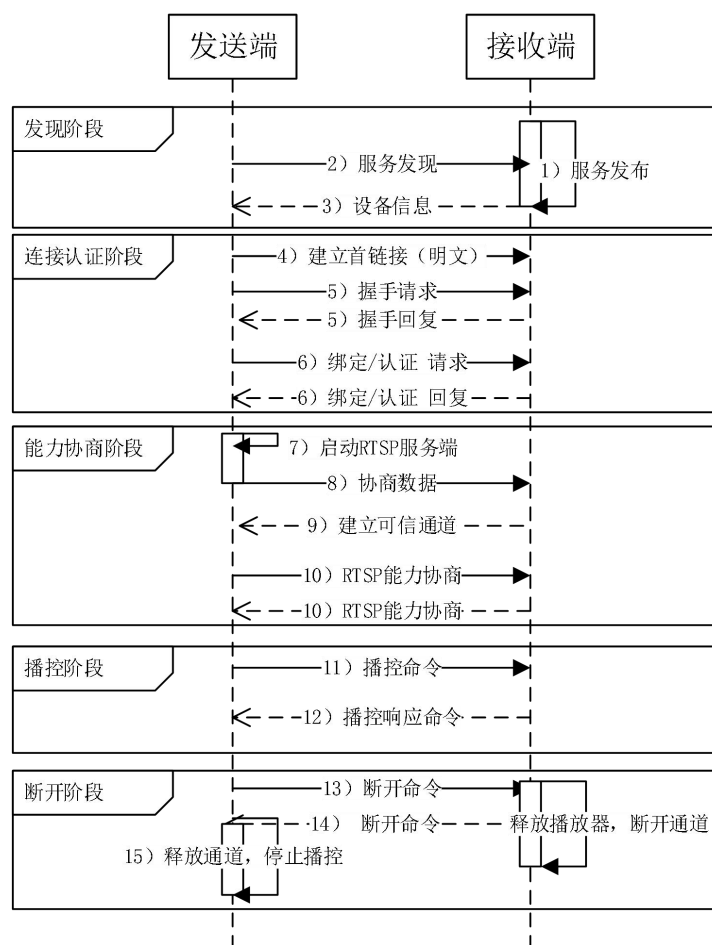 发送端
接收端
发现阶段
2）服务发现
1）服务发布
3）设备信息
连接认证阶段
4）建立首链接（明文）
5）握手请求
5）握手回复
6）绑定/认证 请求
6）绑定/认证 回复
能力协商阶段
7）启动RTSP服务端
8）协商数据
9）建立可信通道
10）RTSP能力协商
10）RTSP能力协商
播控阶段
11）播控命令
12）播控响应命令
断开阶段
13）断开命令
14） 断开命令
释放播放器，断开通道
15）释放通道，停止播控